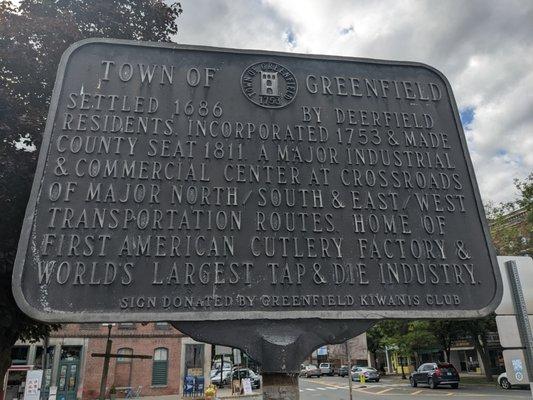 TOWN OF GREENFIELD
SETTLED 1686 BY DEERFIELD
RESIDENTS. INCORPORATED 1753 & MADE
COUNTY SEAT 1811. A MAJOR INDUSTRIAL
& COMMERCIAL CENTER AT CROSSROADS
OF MAJOR NORTH/SOUTH & EAST/WEST
TRANSPORTATION ROUTES. HOME OF
FIRST AMERICAN CUTLERY FACTORY &
WORLDS LARGEST TAP & DIE INDUSTRY.
SIGN DONATED BY GREENFIELD KIWANIS CLUB